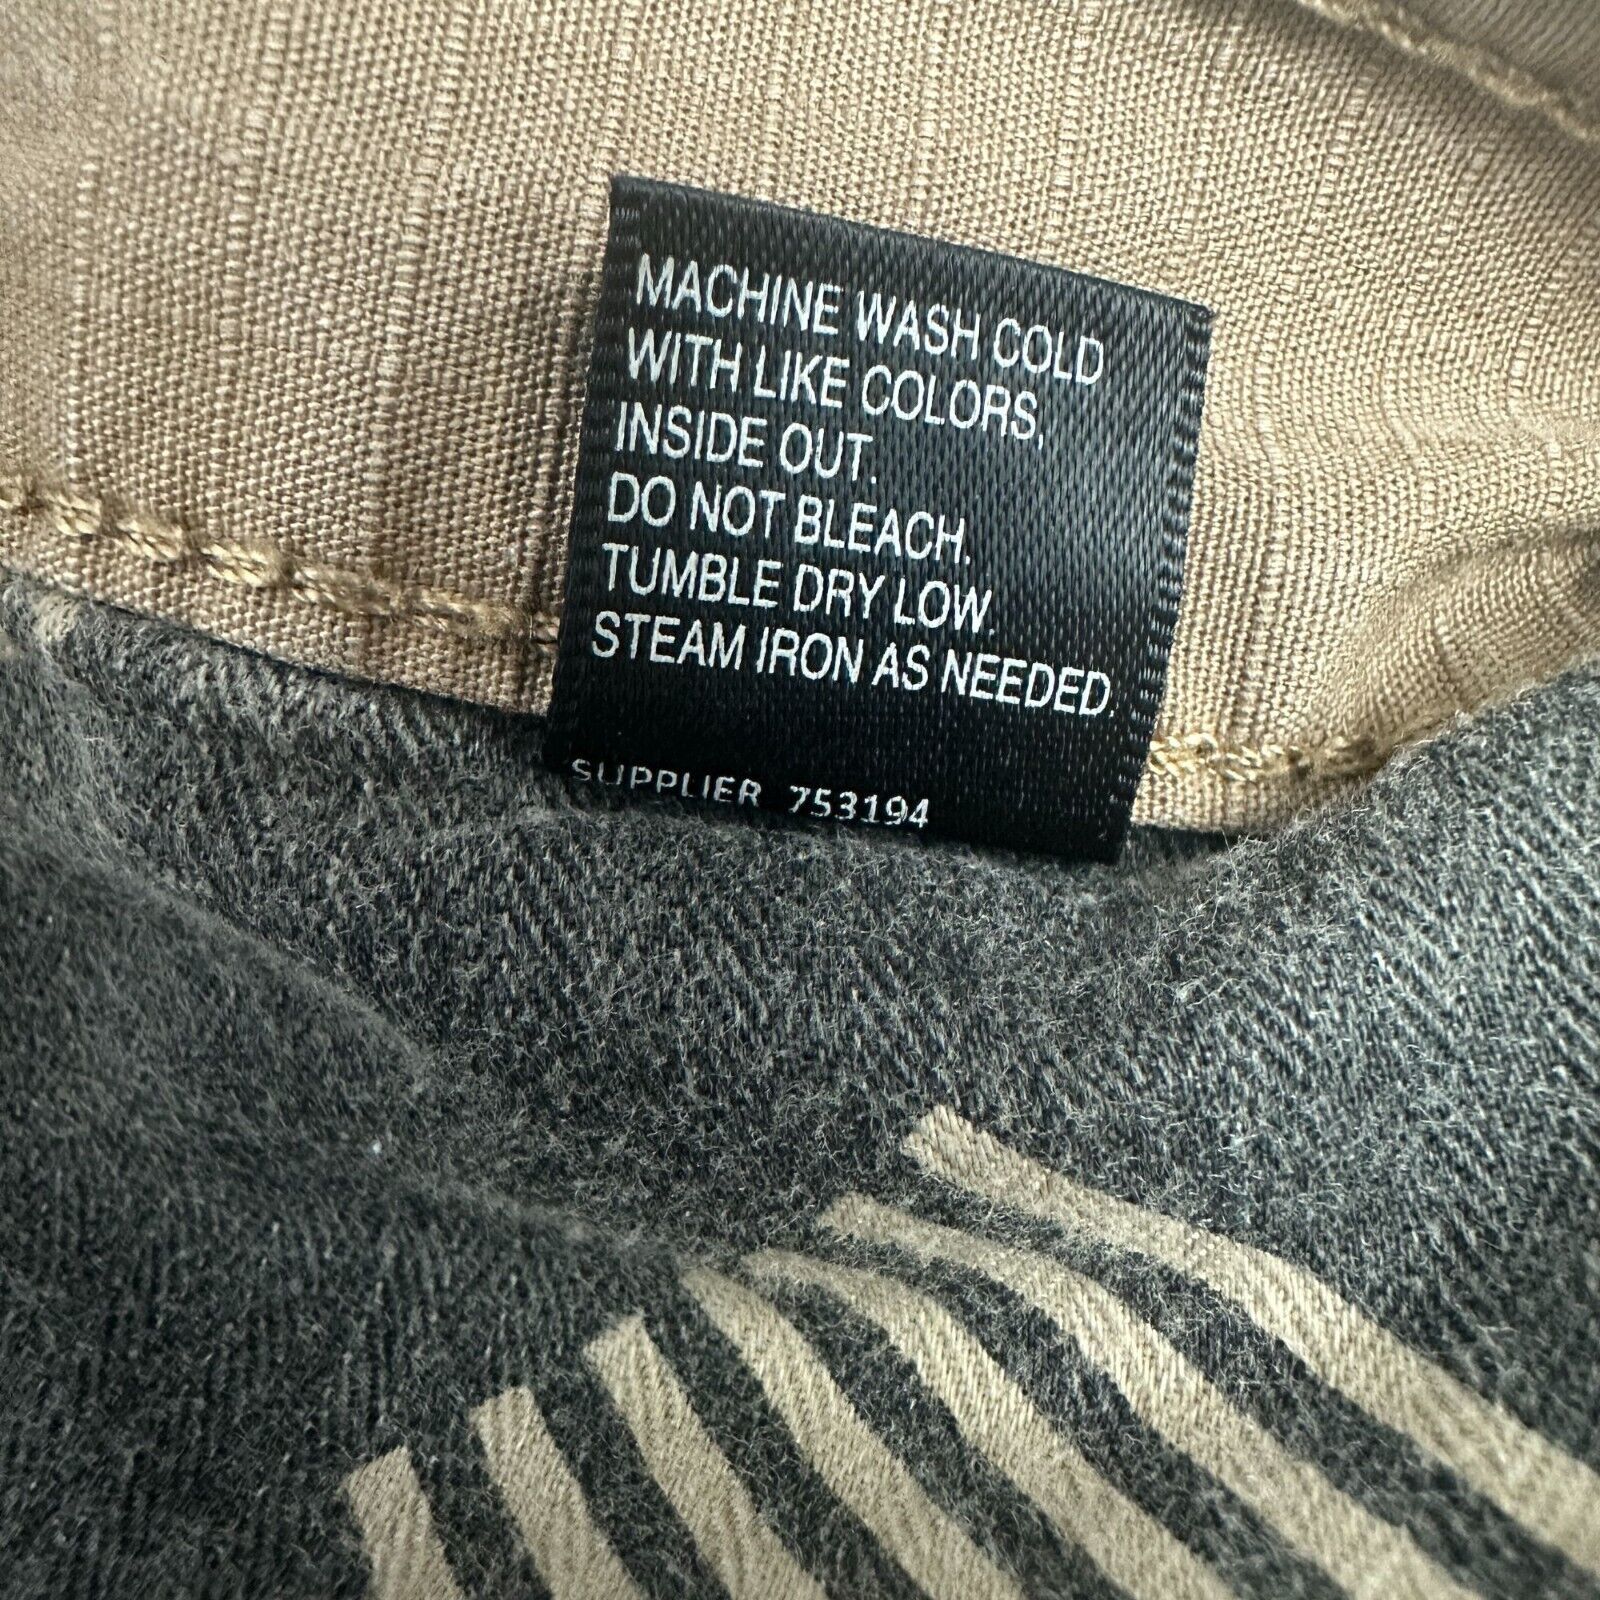 MACHINE WASH COLD
WITH LIKE COLORS,
INSIDE OUT.
DO NOT BLEACH.
TUMBLE DRY LOW.
STEAM IRON AS NEEDED.
SUPPLIER 753194